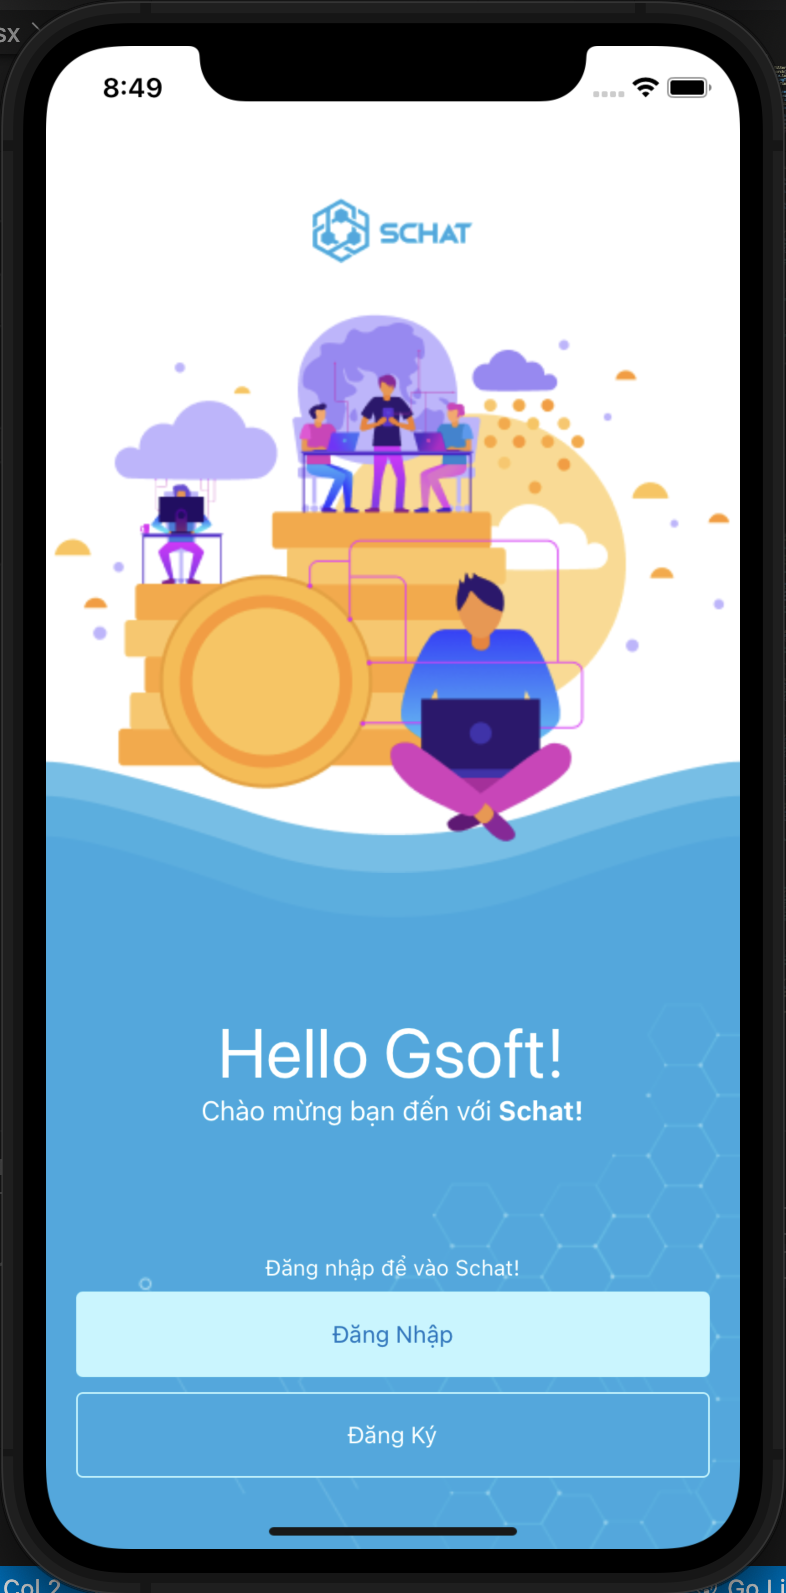 sx
8:49
SCHAT
Hello Gsoft!
Chào mừng bạn đến với Schat!
Đăng nhập để vào Schat!
Đăng Nhập
Đăng Ký
Col 2
Go Li